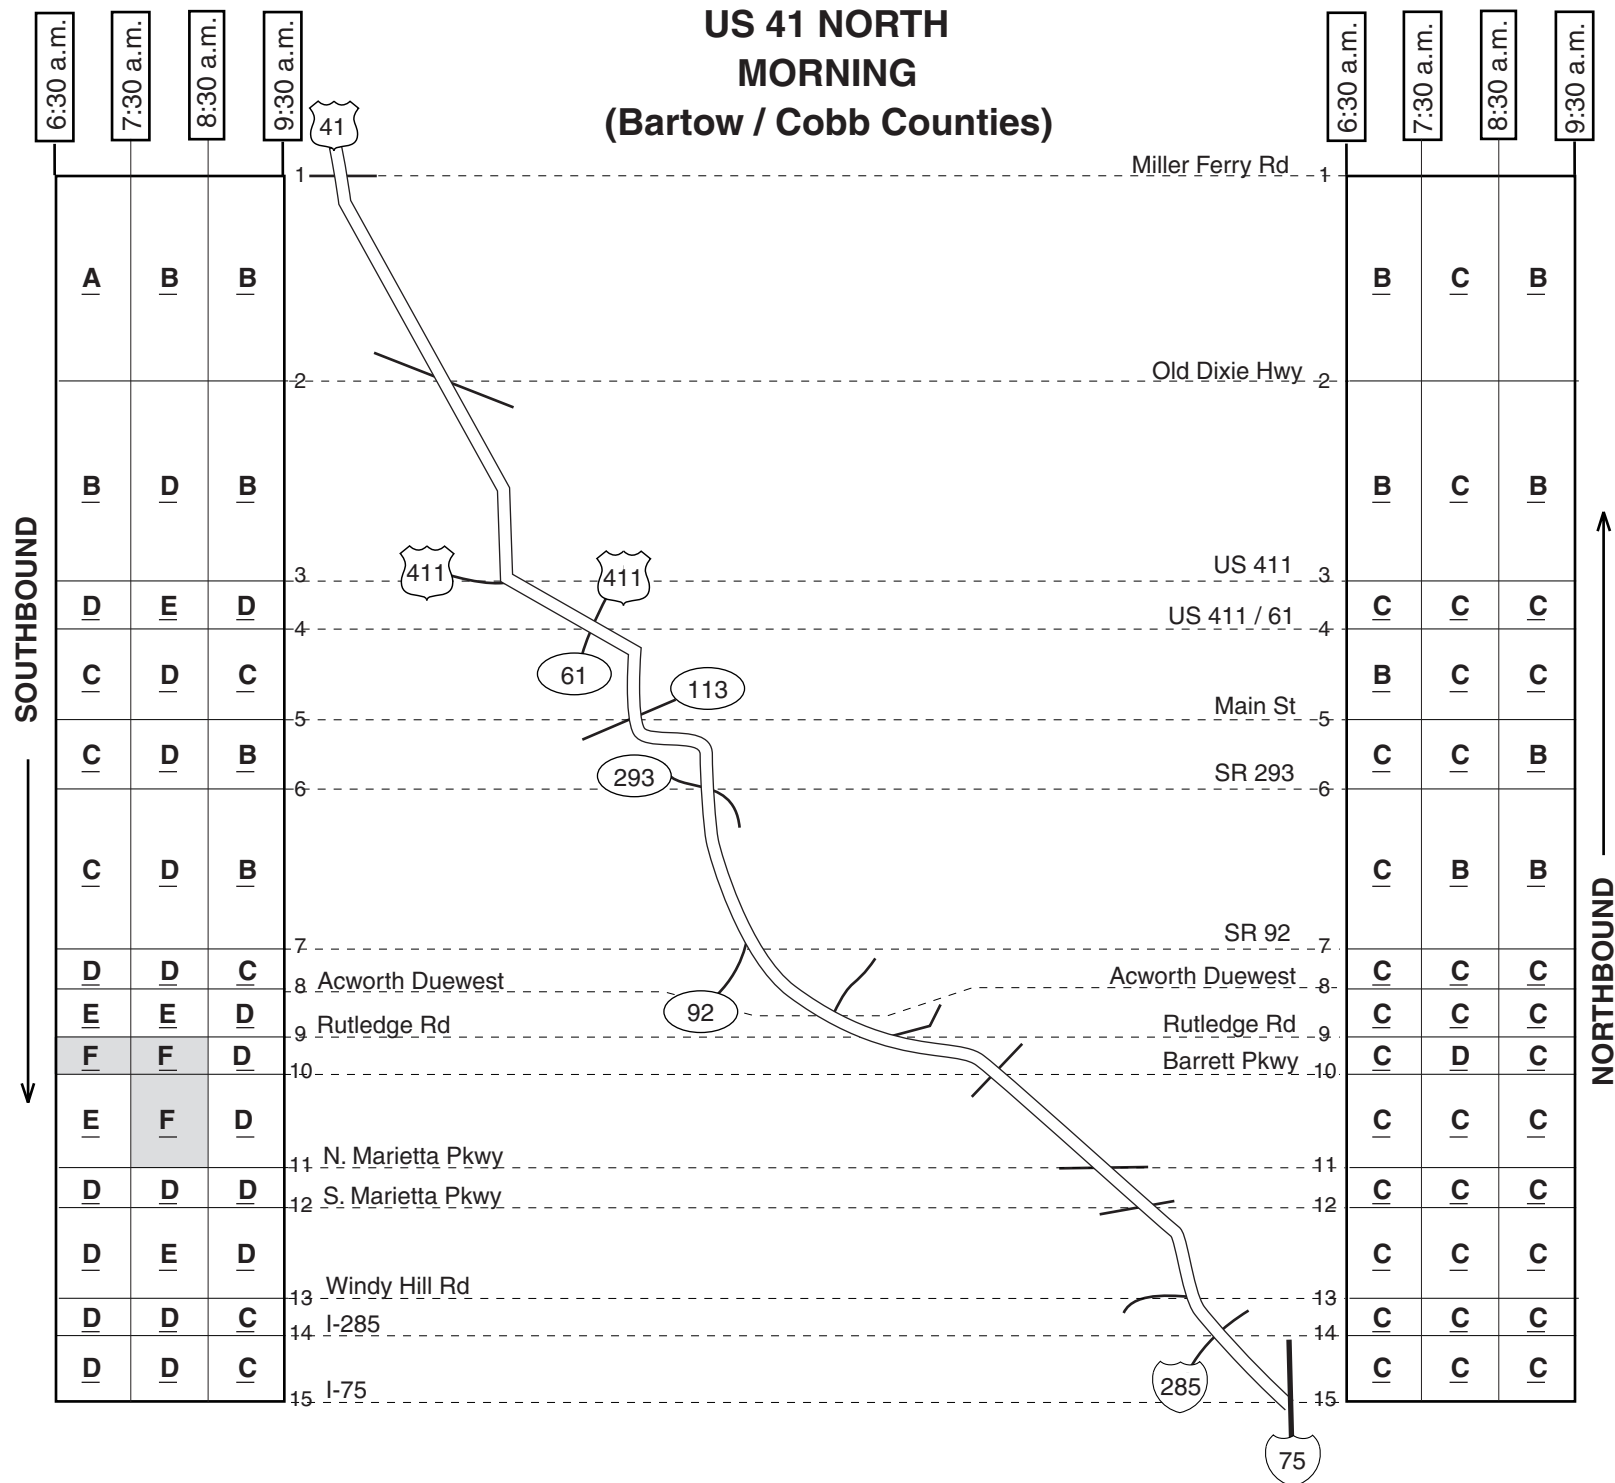 US 41 NORTH
MORNING
(Bartow / Cobb Counties)
6:30 a.m. 7:30 a.m. 8:30 a.m. 9:30 a.m.
6:30 a.m. 7:30 a.m. 8:30 a.m. 9:30 a.m.
41
1 Miller Ferry Rd 1
A B B B C B
2 Old Dixie Hwy 2
B D B B C B
SOUTHBOUND
NORTHBOUND
411 411
3 US 411 3
D E D C C C
4 US 411 / 61 4
61
C D C B C C
113
5 Main St 5
C D B C C B
293
6 SR 293 6
C D B C B B
7 SR 92 7
D D C C C C
8 Acworth Duewest Acworth Duewest 8
92
E E D C C C
9 Rutledge Rd Rutledge Rd 9
F F D C D C
10 Barrett Pkwy 10
E F D C C C
11 N. Marietta Pkwy 11
D D D C C C
12 S. Marietta Pkwy 12
D E D C C C
13 Windy Hill Rd 13
D D C C C C
14 I-285 14
D D C C C C
285
15 I-75 15
75